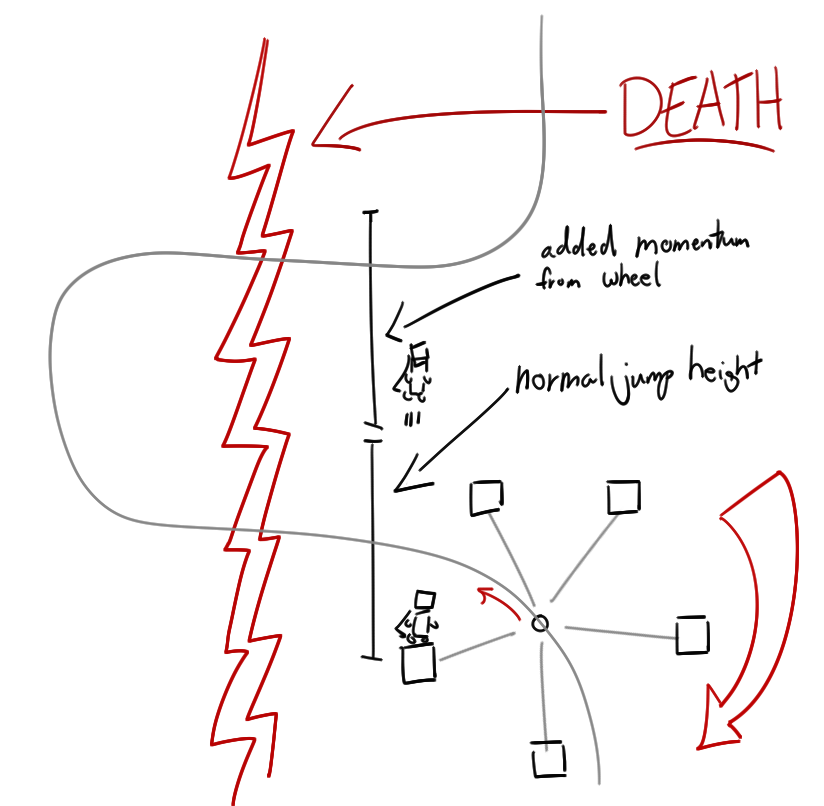 DEATH
added momentum
from wheel
normal jump height